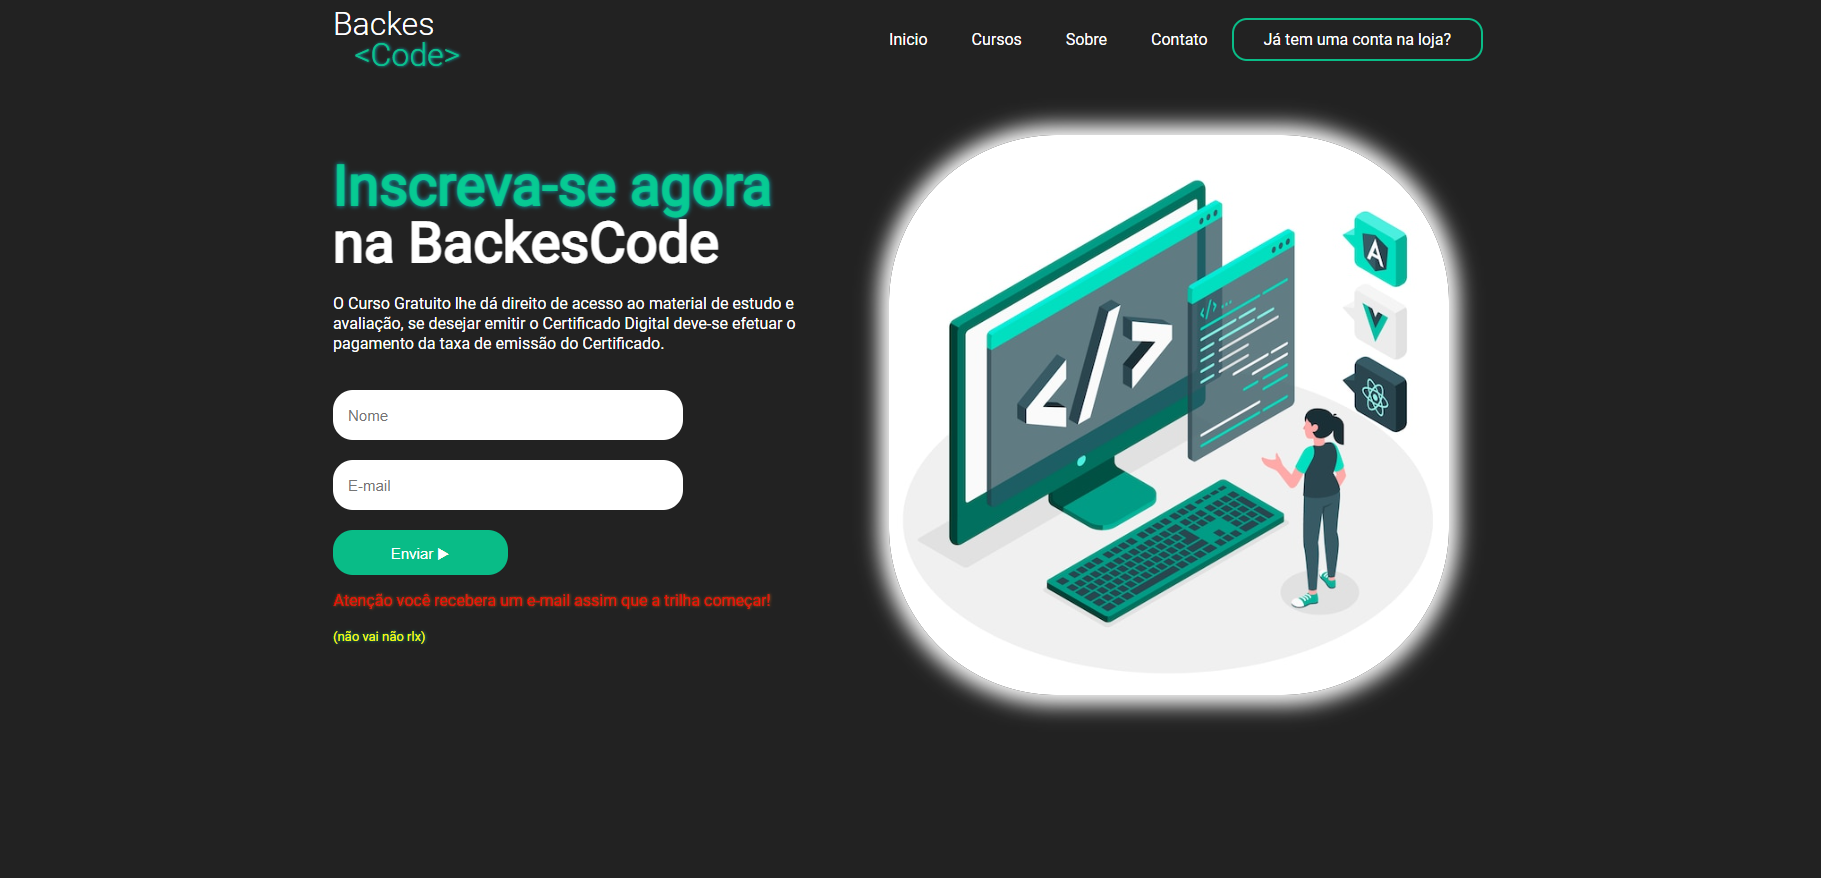 Backes
<Code>
Inicio
Cursos
Sobre
Contato
Já tem uma conta na loja?
Inscreva-se agora
na BackesCode
O Curso Gratuito lhe dá direito de acesso ao material de estudo e
avaliação, se desejar emitir o Certificado Digital deve-se efetuar o
pagamento da taxa de emissão do Certificado.
Nome
E-mail
Enviar ▶
Atenção você recebera um e-mail assim que a trilha começar!
(não vai não rlx)
</>
</>...
A
V